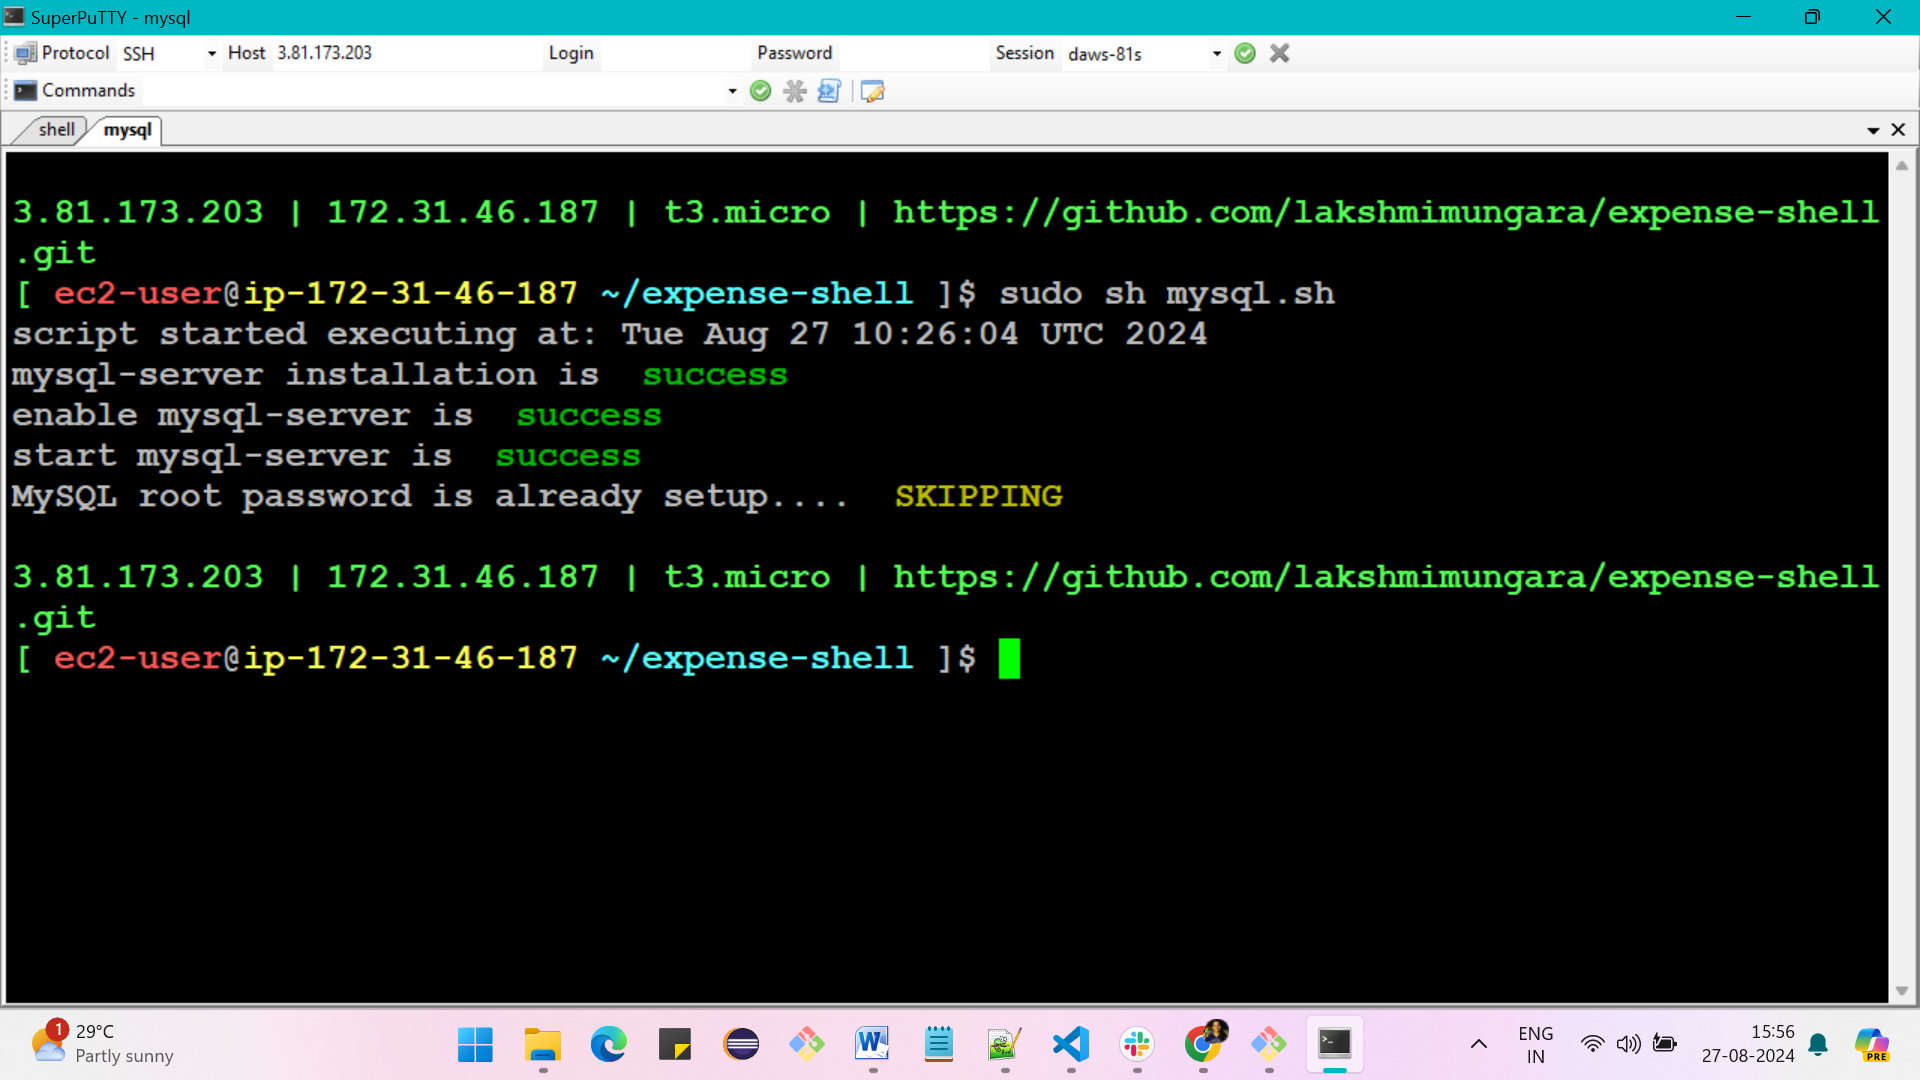 SuperPuTTY - mysql
Protocol SSH Host 3.81.173.203 Login Password Session daws-81s
Commands
shell mysql
3.81.173.203 | 172.31.46.187 | t3.micro | https://github.com/lakshmimungara/expense-shell
.git
[ ec2-user@ip-172-31-46-187 ~/expense-shell ]$ sudo sh mysql.sh
script started executing at: Tue Aug 27 10:26:04 UTC 2024
mysql-server installation is  success
enable mysql-server is  success
start mysql-server is  success
MySQL root password is already setup....  SKIPPING
3.81.173.203 | 172.31.46.187 | t3.micro | https://github.com/lakshmimungara/expense-shell
.git
[ ec2-user@ip-172-31-46-187 ~/expense-shell ]$
1 29°C
Partly sunny
ENG
IN
15:56
27-08-2024
PRE